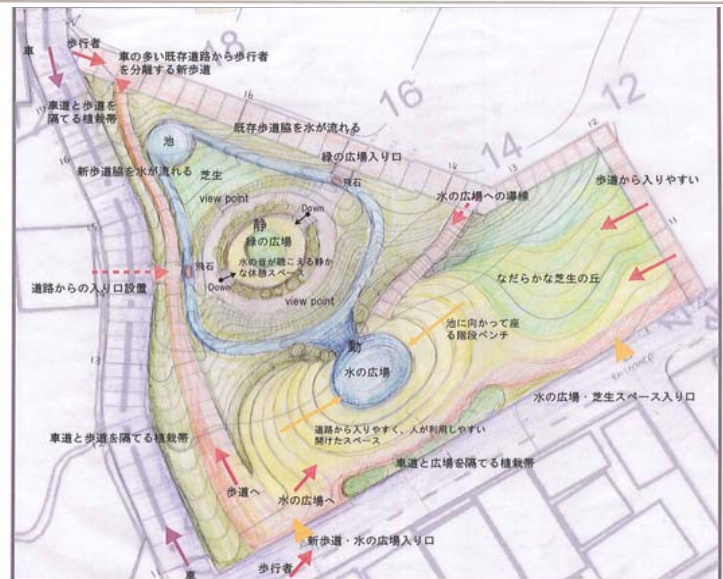 車
歩行者
車の多い既存道路から歩行者
を分離する新歩道
18
車道と歩道を
隔てる植栽帯
17
16
16
16
12
14
池
既存歩道脇を水が流れる
緑の広場入り口
新歩道脇を水が流れる
芝生
飛石
view point
Down
静
緑の広場
水の音が聴こえる静か
な休憩スペース
14
13
12
水の広場への導線
歩道から入りやすい
11
15
飛石
Down
view point
道路からの入り口設置
なだらかな芝生の丘
池に向かって座
る階段ベンチ
動
水の広場
13
水の広場・芝生スペース入り口
道路から入りやすく、人が利用しやすい
開けたスペース
車道と歩道を隔てる植栽帯
車道と広場を隔てる植栽帯
歩道へ
水の広場へ
新歩道・水の広場入り口
車
歩行者